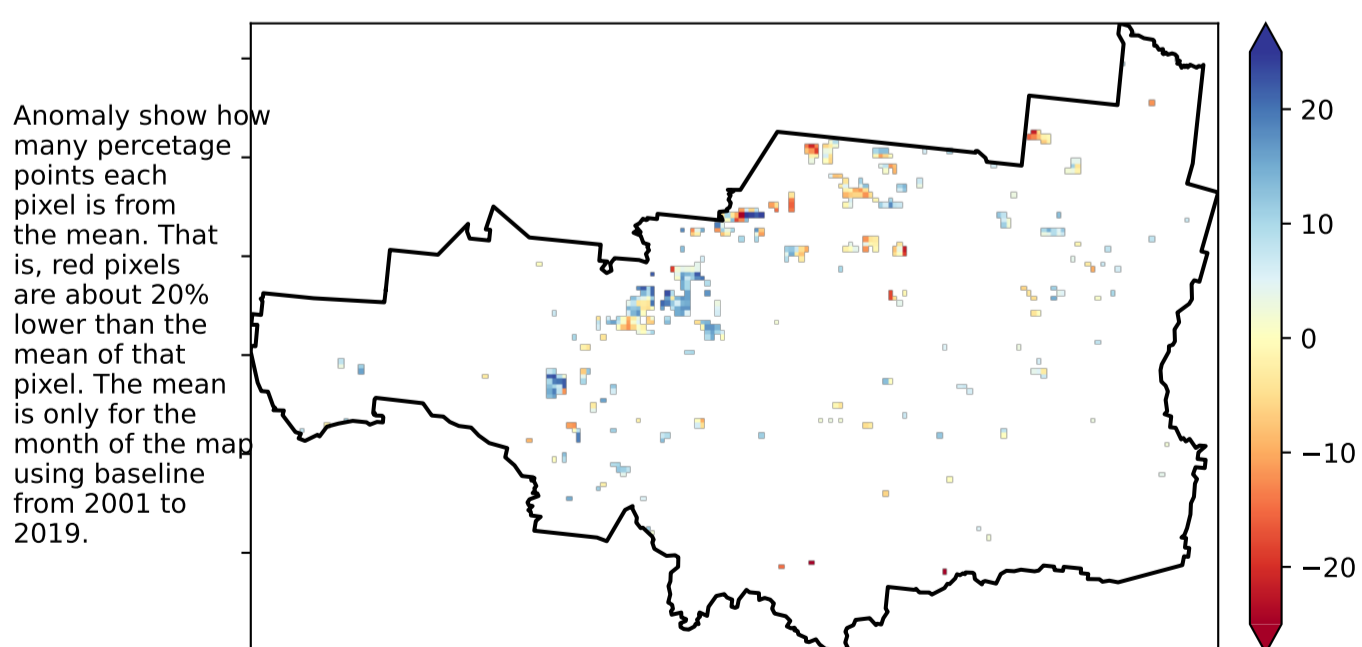 Anomaly show how
many percetage
points each
pixel is from
the mean. That
is, red pixels
are about 20%
lower than the
mean of that
pixel. The mean
is only for the
month of the map
using baseline
from 2001 to
2019.
20
10
0
−10
−20